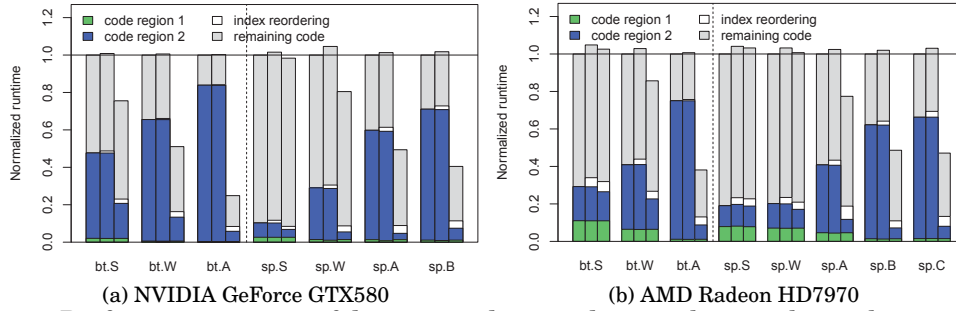 code region 1
code region 2
index reordering
remaining code
Normalized runtime
1.2
1.0
0.8
0.6
0.4
0.2
0.0
bt.S bt.W bt.A sp.S sp.W sp.A sp.B
(a) NVIDIA GeForce GTX580
code region 1
code region 2
index reordering
remaining code
Normalized runtime
1.2
1.0
0.8
0.6
0.4
0.2
0.0
bt.S bt.W bt.A sp.S sp.W sp.A sp.B sp.C
(b) AMD Radeon HD7970